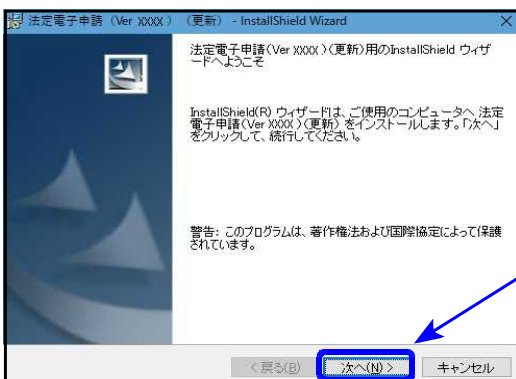 法定電子申請（Ver XXXX ）（更新） - InstallShield Wizard
法定電子申請(Ver XXXX )(更新)用のInstallShield ウィザ
ードへようこそ
InstallShield(R) ウィザードは、ご使用のコンピュータへ 法定
電子申請(Ver XXXX )(更新) をインストールします。「次へ」
をクリックして、続行してください。
警告: このプログラムは、著作権法および国際協定によって保護
されています。
< 戻る(B)
次へ(N) >
キャンセル